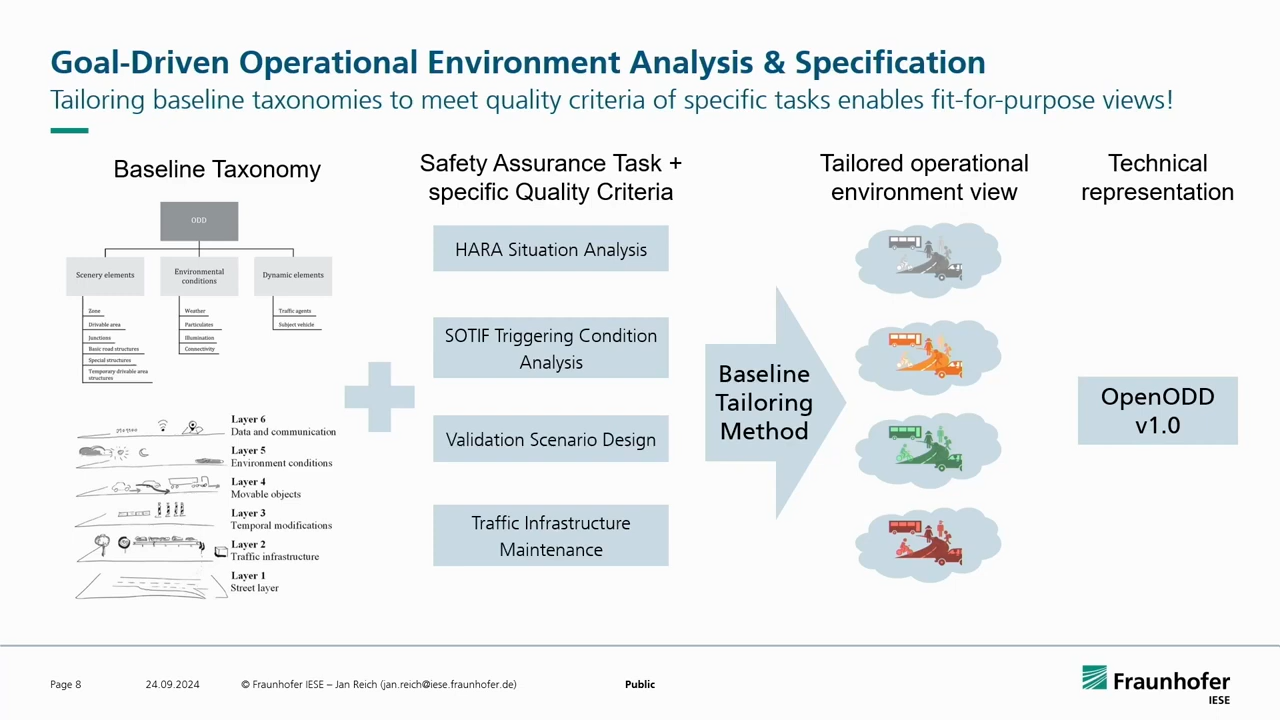 Goal-Driven Operational Environment Analysis & Specification
Tailoring baseline taxonomies to meet quality criteria of specific tasks enables fit-for-purpose views!
Baseline Taxonomy
ODD
Scenery elements
Zone
Drivable area
Junctions
Basic road structures
Special structures
Temporary drivable area
structures
Environmental
conditions
Weather
Particulates
Illumination
Connectivity
Dynamic elements
Traffic agents
Subject vehicle
Layer 6
Data and communication
Layer 5
Environment conditions
Layer 4
Movable objects
Layer 3
Temporal modifications
Layer 2
Traffic infrastructure
Layer 1
Street layer
Safety Assurance Task +
specific Quality Criteria
HARA Situation Analysis
SOTIF Triggering Condition
Analysis
Validation Scenario Design
Traffic Infrastructure
Maintenance
Baseline
Tailoring
Method
Tailored operational
environment view
Technical
representation
OpenODD
v1.0
Page 8
24.09.2024
© Fraunhofer IESE – Jan Reich (jan.reich@iese.fraunhofer.de)
Public
Fraunhofer
IESE